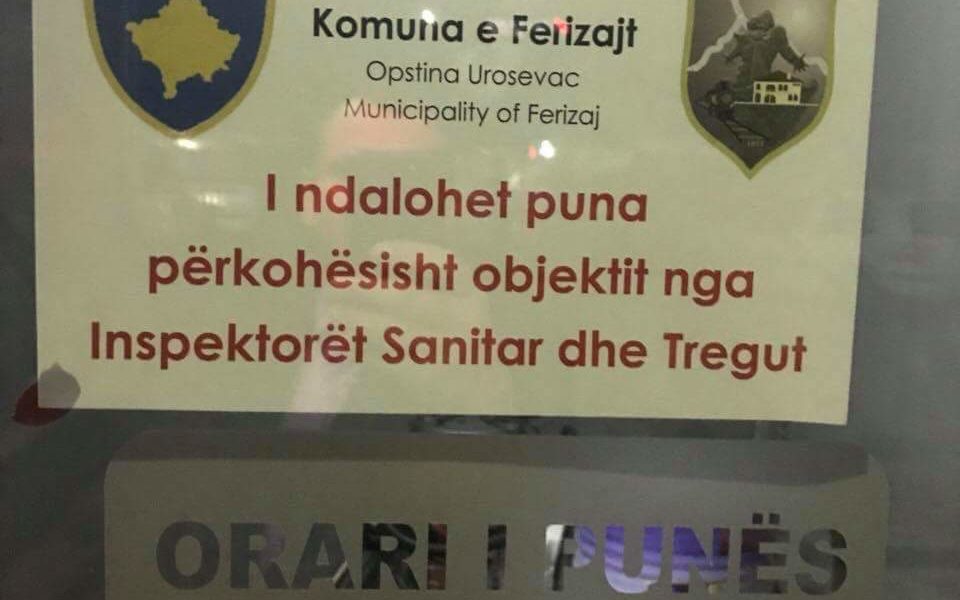 Komuna e Ferizajt
Opstina Urosevac
Municipality of Ferizaj
I ndalohet puna
përkohësisht objektit nga
Inspektorët Sanitar dhe Tregut
ORARI I PUNËS